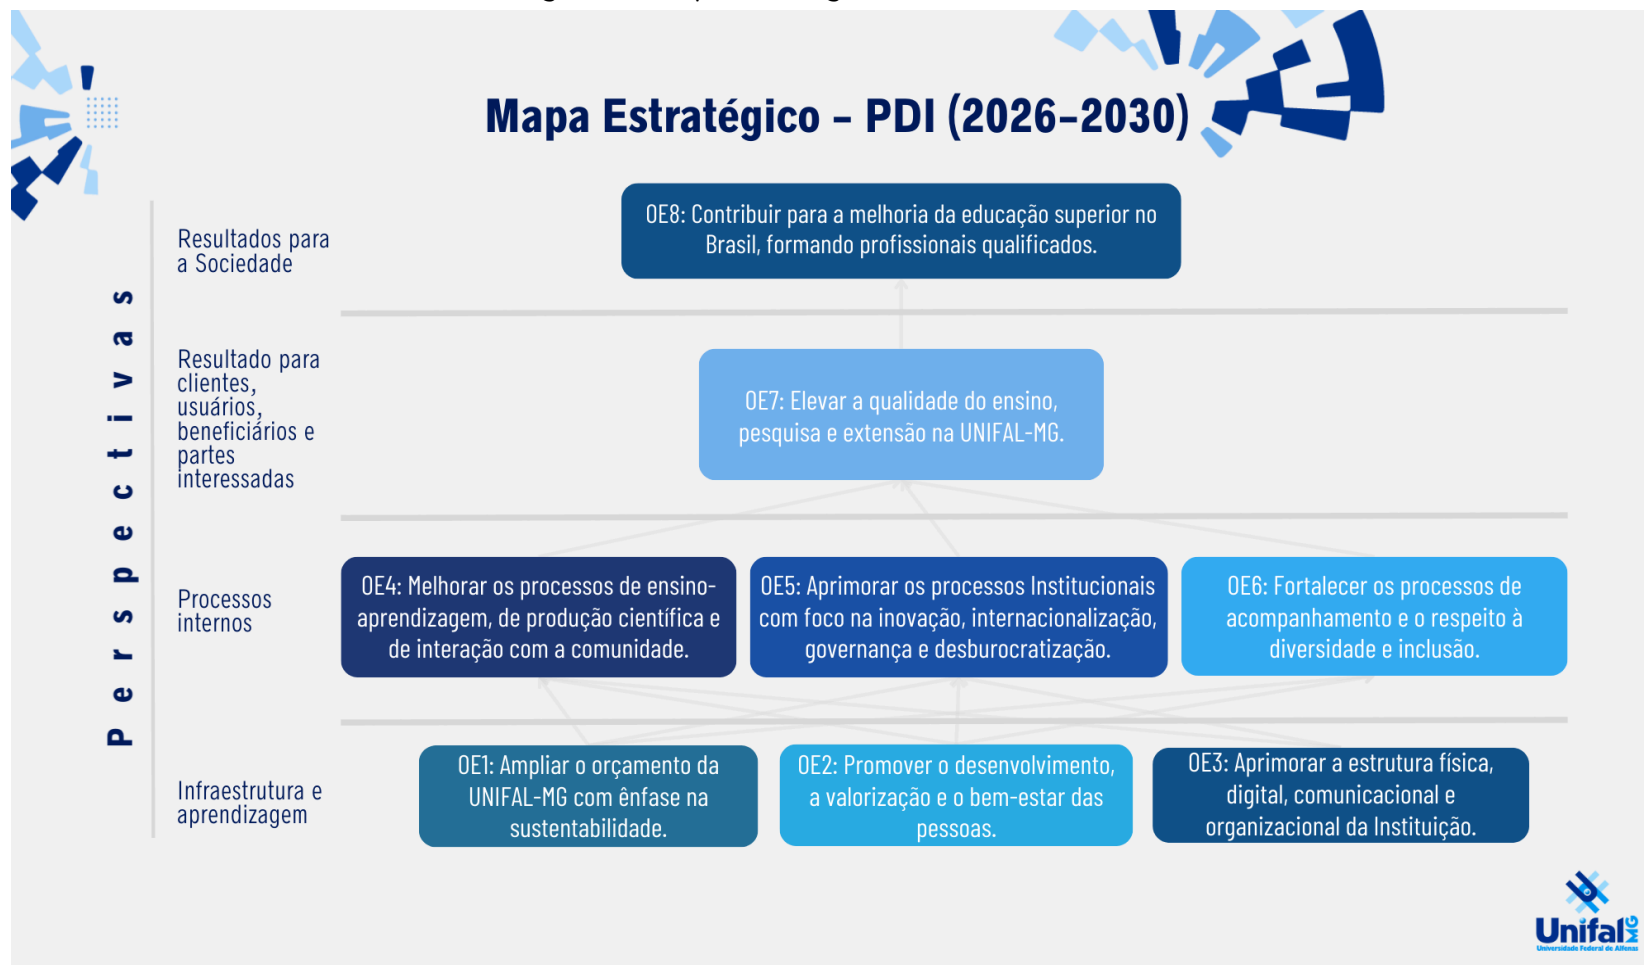 Mapa Estratégico – PDI (2026–2030)
Perspectivas
Resultados para
a Sociedade
OE8: Contribuir para a melhoria da educação superior no
Brasil, formando profissionais qualificados.
Resultado para
clientes,
usuários,
beneficiários e
partes
interessadas
OE7: Elevar a qualidade do ensino,
pesquisa e extensão na UNIFAL-MG.
Processos
internos
OE4: Melhorar os processos de ensino-
aprendizagem, de produção científica e
de interação com a comunidade.
OE5: Aprimorar os processos Institucionais
com foco na inovação, internacionalização,
governança e desburocratização.
OE6: Fortalecer os processos de
acompanhamento e o respeito à
diversidade e inclusão.
Infraestrutura e
aprendizagem
OE1: Ampliar o orçamento da
UNIFAL-MG com ênfase na
sustentabilidade.
OE2: Promover o desenvolvimento,
a valorização e o bem-estar das
pessoas.
OE3: Aprimorar a estrutura física,
digital, comunicacional e
organizacional da Instituição.
Unifal MG
Universidade Federal de Alfenas